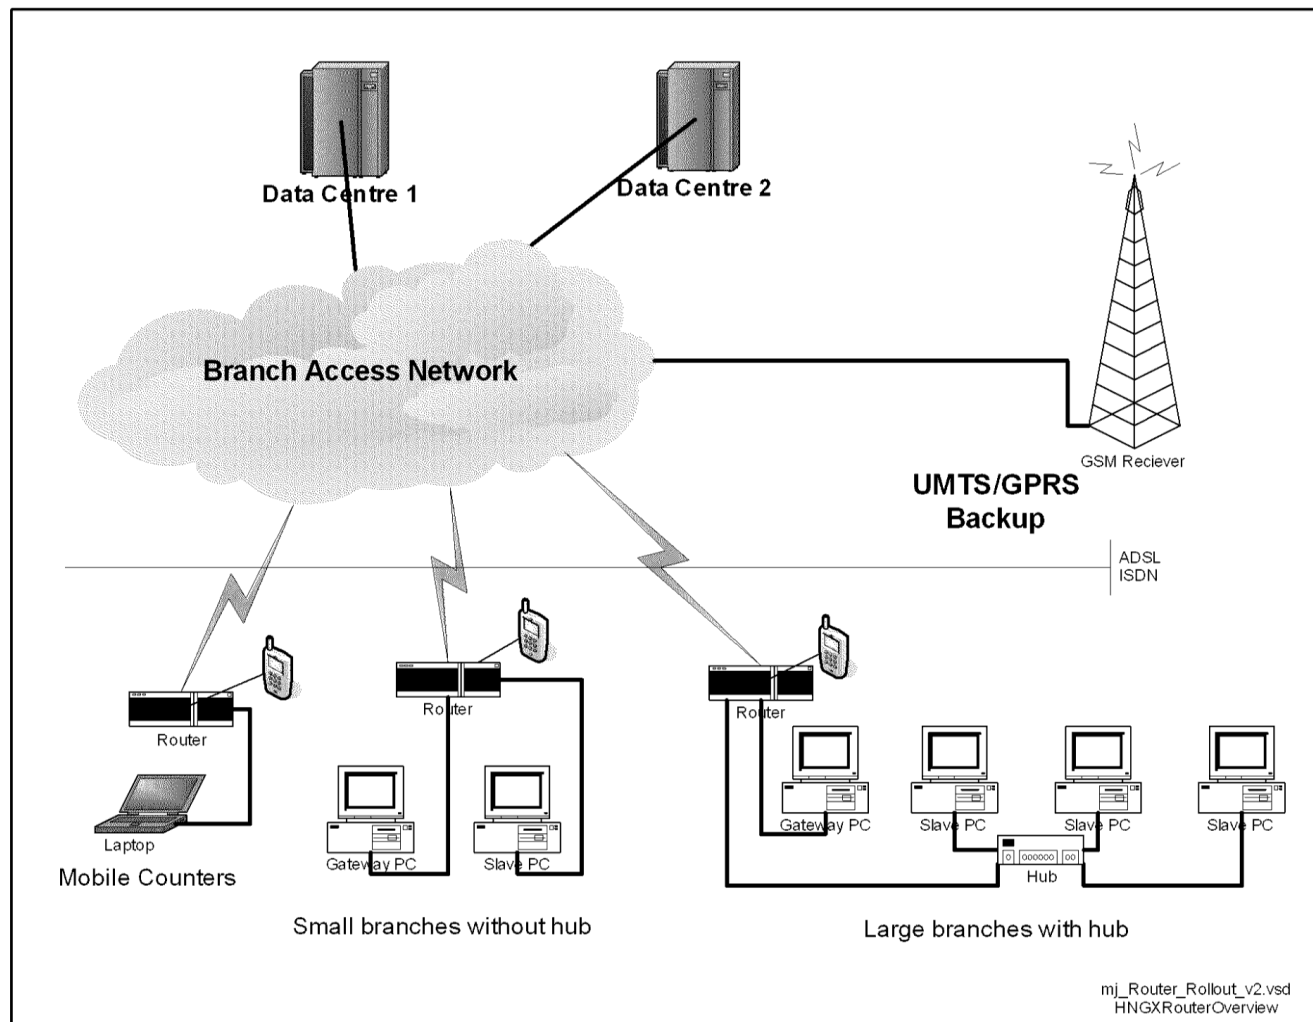 Data Centre 1
Data Centre 2
Branch Access Network
GSM Reciever
UMTS/GPRS
Backup
ADSL
ISDN
Router
Router
Router
Laptop
Gateway PC
Slave PC
Gateway PC
Slave PC
Slave PC
Slave PC
Hub
Mobile Counters
Small branches without hub
Large branches with hub
mj_Router_Rollout_v2.vsd
HNGXRouterOverview